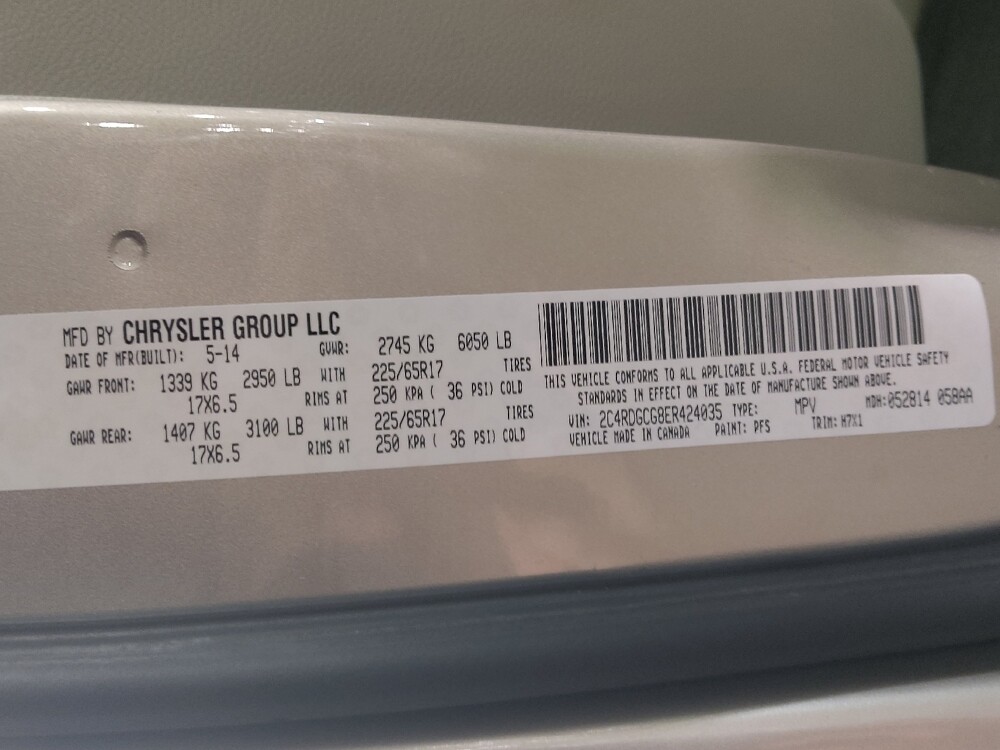 MFD BY CHRYSLER GROUP LLC
DATE OF MFR(BUILT): 5-14 GVWR: 2745 KG 6050 LB
GAWR FRONT: 1339 KG 2950 LB WITH 225/65R17 TIRES
17X6.5 RIMS AT 250 KPA ( 36 PSI) COLD
GAWR REAR: 1407 KG 3100 LB WITH 225/65R17 TIRES
17X6.5 RIMS AT 250 KPA ( 36 PSI) COLD
THIS VEHICLE CONFORMS TO ALL APPLICABLE U.S.A. FEDERAL MOTOR VEHICLE SAFETY
STANDARDS IN EFFECT ON THE DATE OF MANUFACTURE SHOWN ABOVE.
VIN: 2C4RDGCG8ER424035 TYPE: MPV MDH:052814 058AA
VEHICLE MADE IN CANADA PAINT: PFS TRIM: H7X1